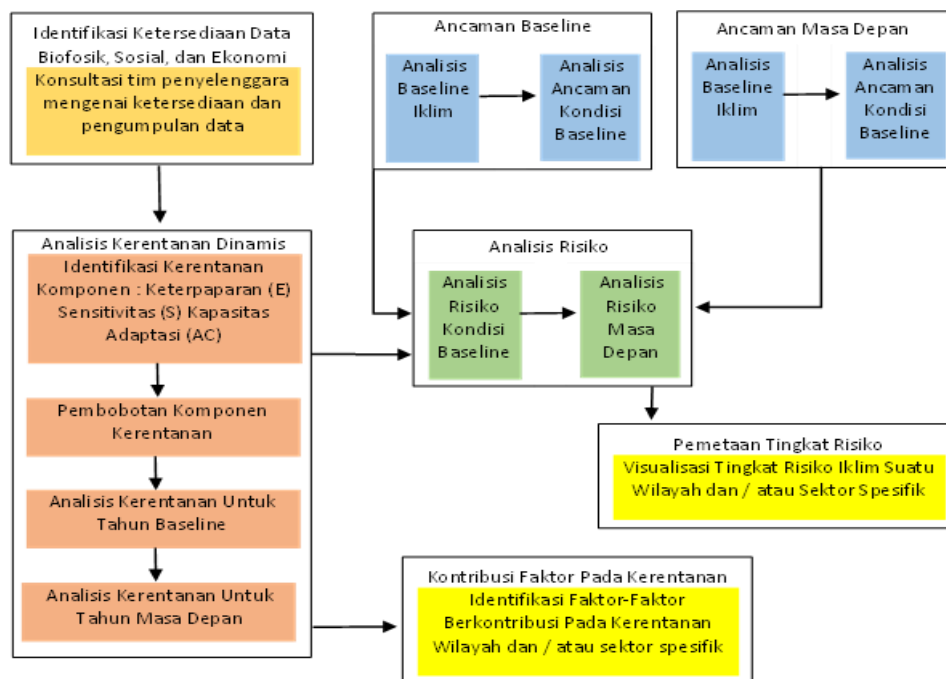 Identifikasi Ketersediaan Data
Biofosik, Sosial, dan Ekonomi
Konsultasi tim penyelenggara
mengenai ketersediaan dan
pengumpulan data
Ancaman Baseline
Analisis
Baseline
Iklim
Analisis
Ancaman
Kondisi
Baseline
Ancaman Masa Depan
Analisis
Baseline
Iklim
Analisis
Ancaman
Kondisi
Baseline
Analisis Kerentanan Dinamis
Identifikasi Kerentanan
Komponen : Keterpaparan (E)
Sensitivitas (S) Kapasitas
Adaptasi (AC)
Pembobotan Komponen
Kerentanan
Analisis Kerentanan Untuk
Tahun Baseline
Analisis Kerentanan Untuk
Tahun Masa Depan
Analisis Risiko
Analisis
Risiko
Kondisi
Baseline
Analisis
Risiko
Masa
Depan
Pemetaan Tingkat Risiko
Visualisasi Tingkat Risiko Iklim Suatu
Wilayah dan / atau Sektor Spesifik
Kontribusi Faktor Pada Kerentanan
Identifikasi Faktor-Faktor
Berkontribusi Pada Kerentanan
Wilayah dan / atau sektor spesifik